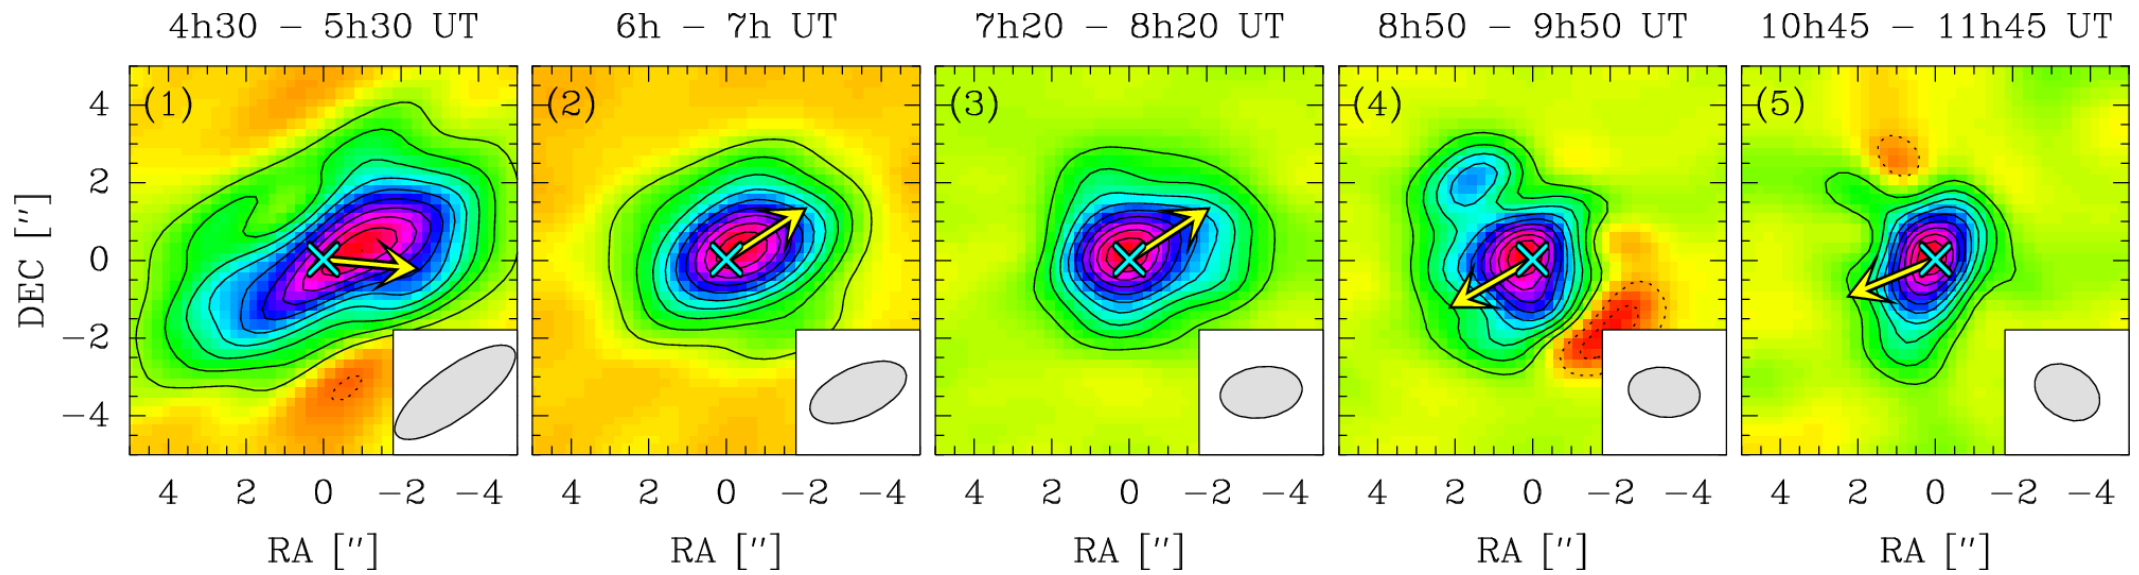 4h30 – 5h30 UT 6h – 7h UT 7h20 – 8h20 UT 8h50 – 9h50 UT 10h45 – 11h45 UT
(1) (2) (3) (4) (5)
4
2
0
−2
−4
DEC ["]
4 2 0 −2 −4 4 2 0 −2 −4 4 2 0 −2 −4 4 2 0 −2 −4 4 2 0 −2 −4
RA ["] RA ["] RA ["] RA ["] RA ["]